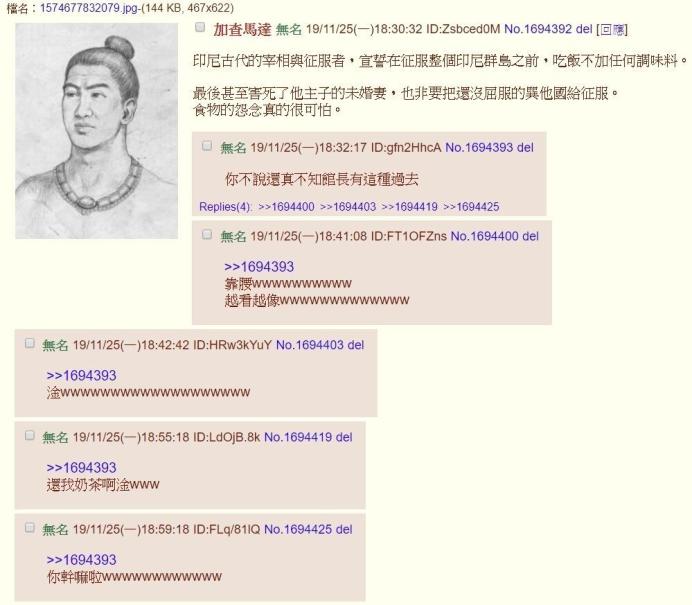 檔名：1574677832079.jpg-(144 KB, 467x622)
加查馬達 無名 19/11/25(一)18:30:32 ID:Zsbced0M No.1694392 del [回應]
印尼古代的宰相與征服者，宣誓在征服整個印尼群島之前，吃飯不加任何調味料。
最後甚至害死了他主子的未婚妻，也非要把還沒屈服的巽他國給征服。
食物的怨念真的很可怕。
無名 19/11/25(一)18:32:17 ID:gfn2HhcA No.1694393 del
你不說還真不知館長有這種過去
Replies(4): >>1694400 >>1694403 >>1694419 >>1694425
無名 19/11/25(一)18:41:08 ID:FT1OFZns No.1694400 del
>>1694393
靠腰wwwwwwwwww
越看越像wwwwwwwwwwwww
無名 19/11/25(一)18:42:42 ID:HRw3kYuY No.1694403 del
>>1694393
淦wwwwwwwwwwwwwwwwwww
無名 19/11/25(一)18:55:18 ID:LdOjB.8k No.1694419 del
>>1694393
還我奶茶啊淦www
無名 19/11/25(一)18:59:18 ID:FLq/81lQ No.1694425 del
>>1694393
你幹嘛啦wwwwwwwwwwww